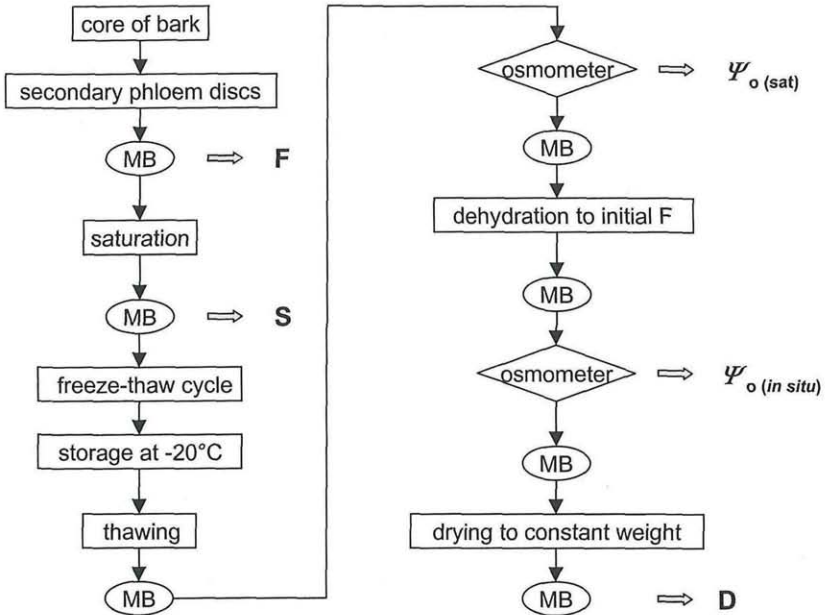 core of bark
secondary phloem discs
MB ⇨ F
saturation
MB ⇨ S
freeze-thaw cycle
storage at -20°C
thawing
MB
osmometer ⇨ Ψo (sat)
MB
dehydration to initial F
MB
osmometer ⇨ Ψo (in situ)
MB
drying to constant weight
MB ⇨ D